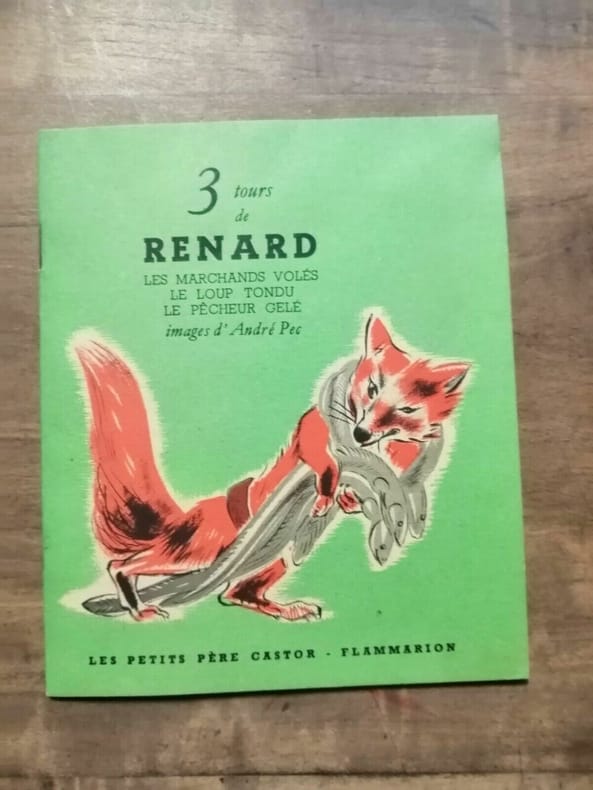 3 tours
de
RENARD
LES MARCHANDS VOLÉS
LE LOUP TONDU
LE PÊCHEUR GELÉ
images d'André Pec
LES PETITS PÈRE CASTOR - FLAMMARION